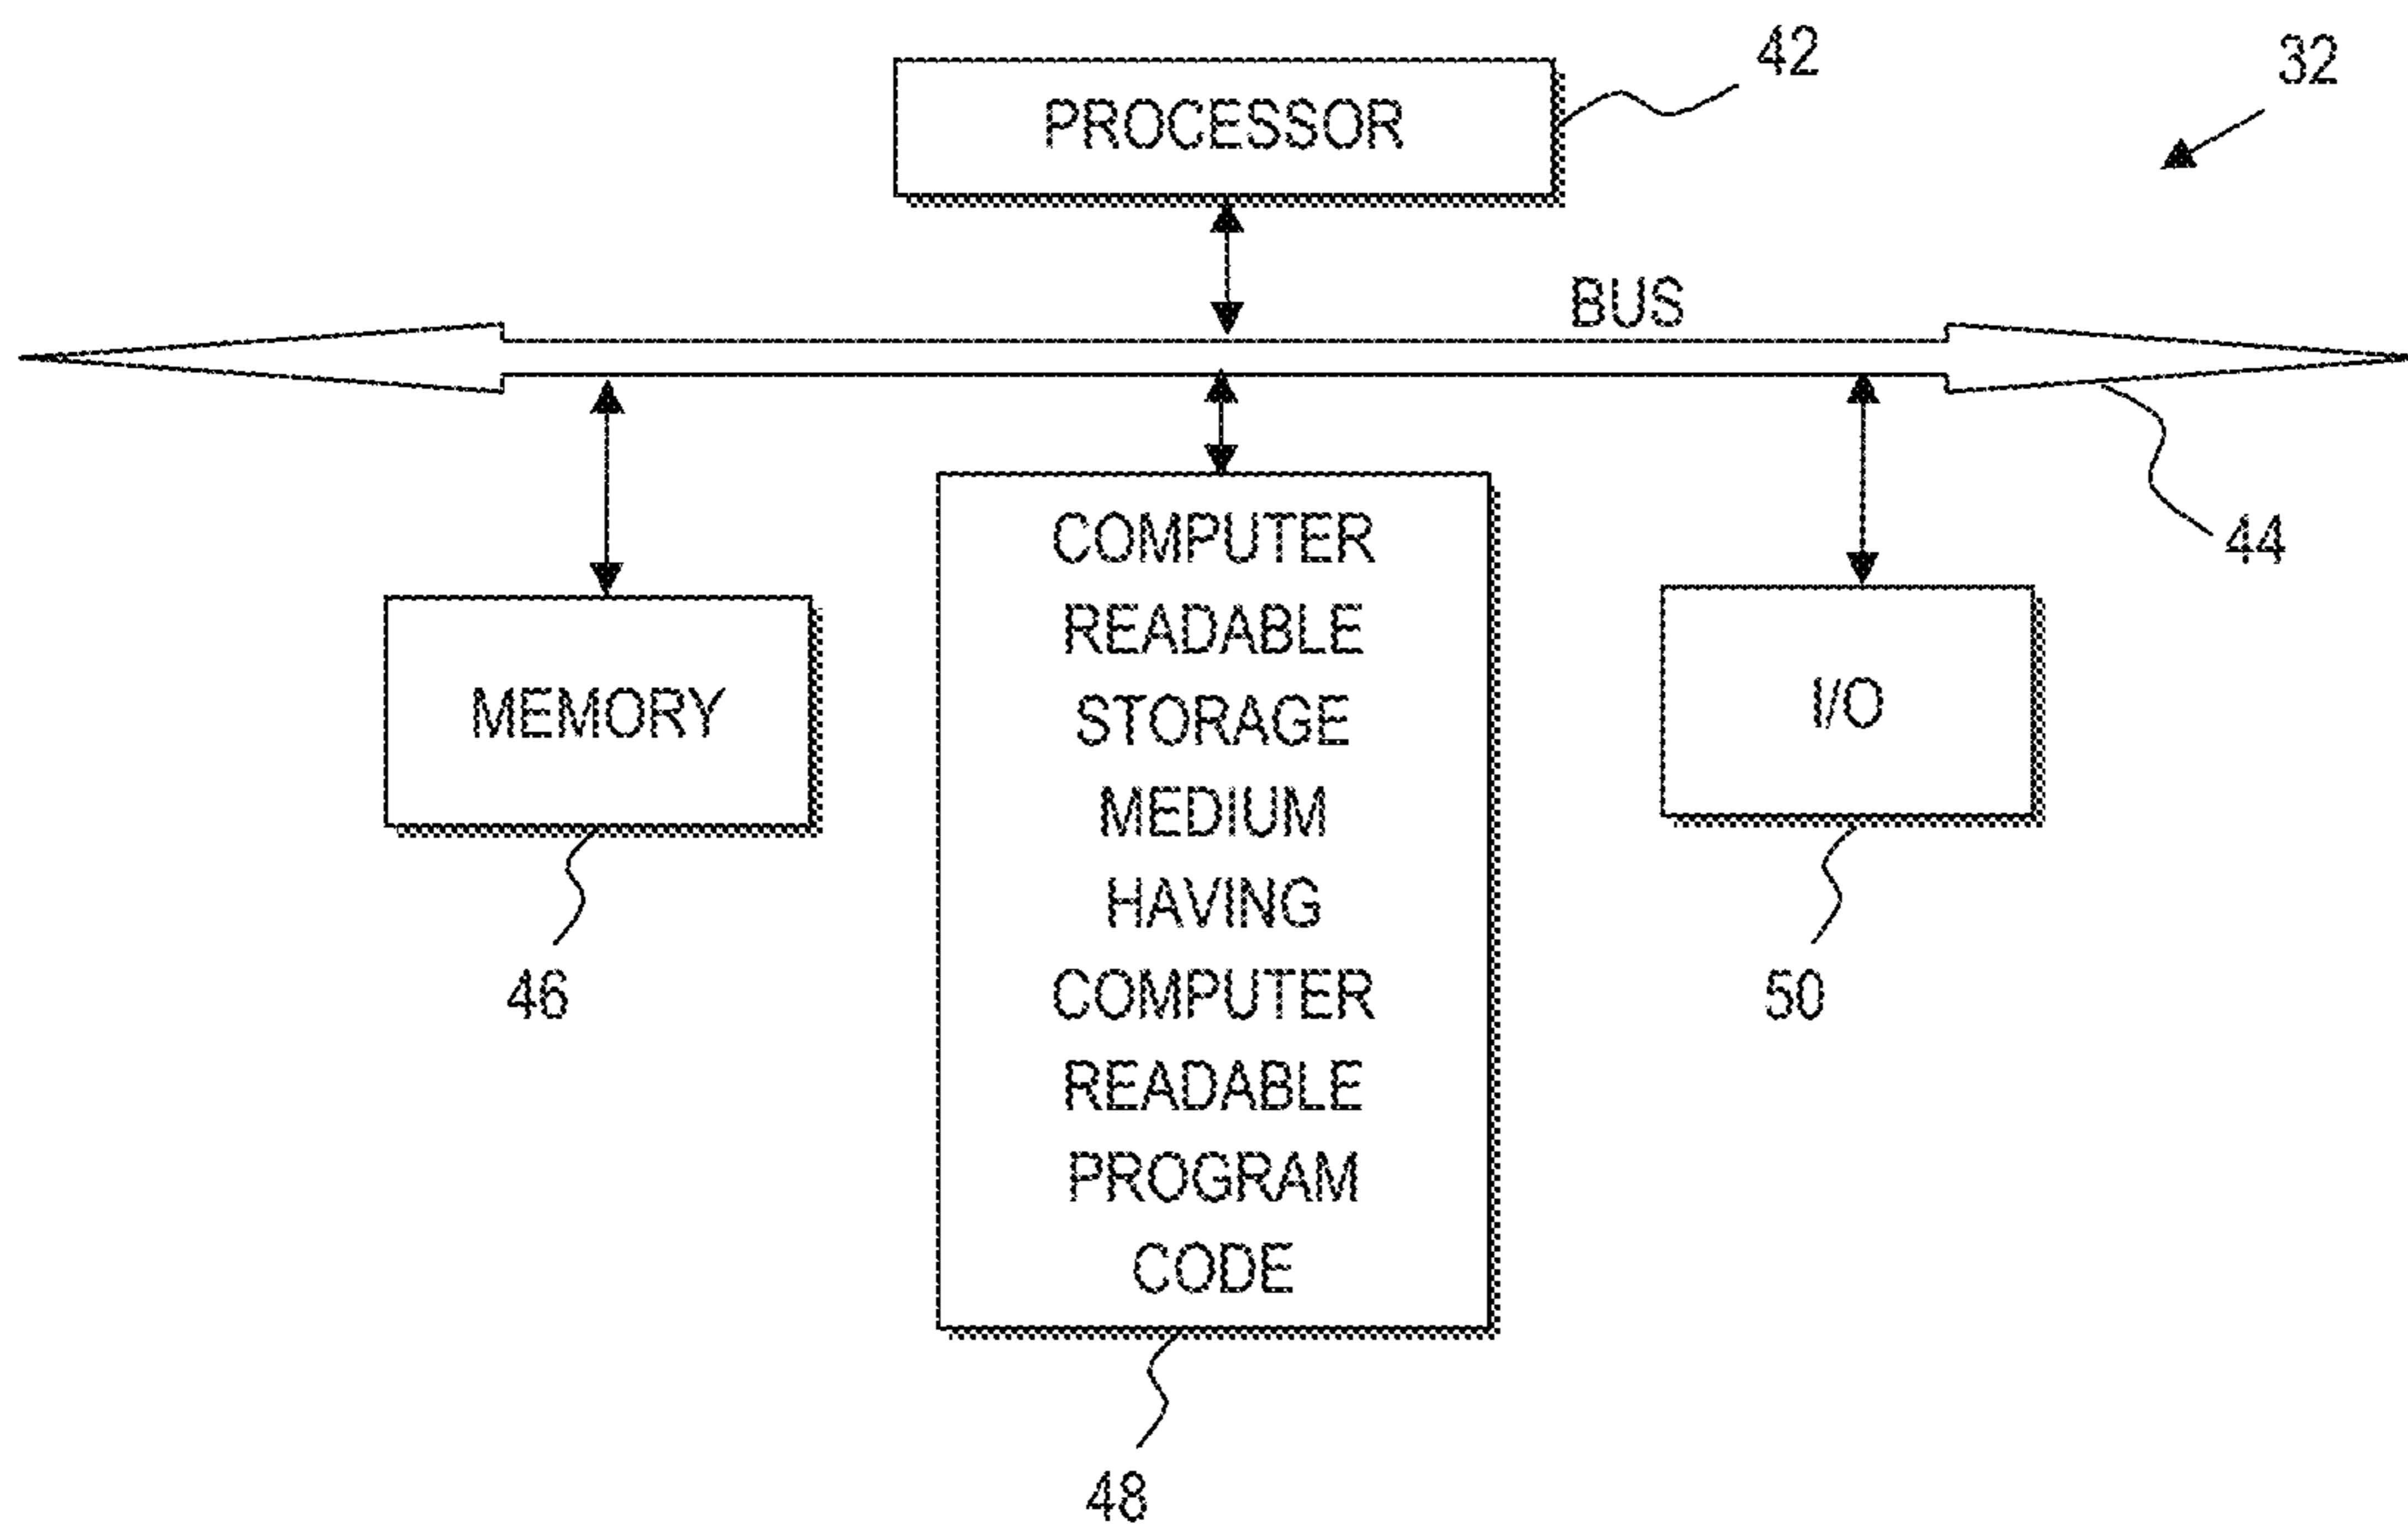 42
32
PROCESSOR
BUS
44
COMPUTER
READABLE
STORAGE
MEDIUM
HAVING
COMPUTER
READABLE
PROGRAM
CODE
MEMORY
I/O
46
50
48